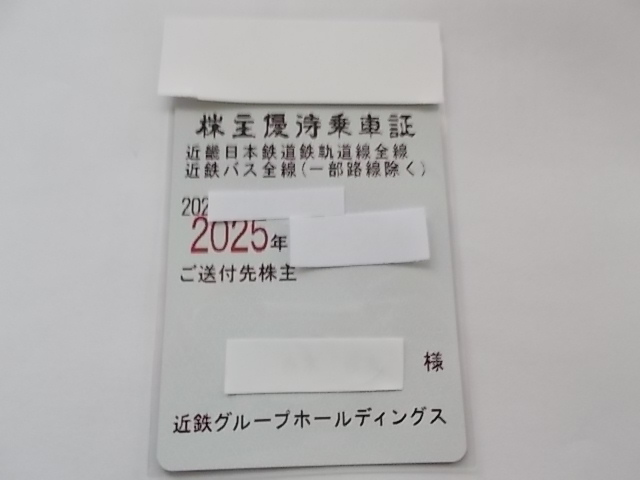 株主優待乗車証
近畿日本鉄道鉄軌道線全線
近鉄バス全線(一部路線除く)
202
2025年
ご送付先株主
様
近鉄グループホールディングス